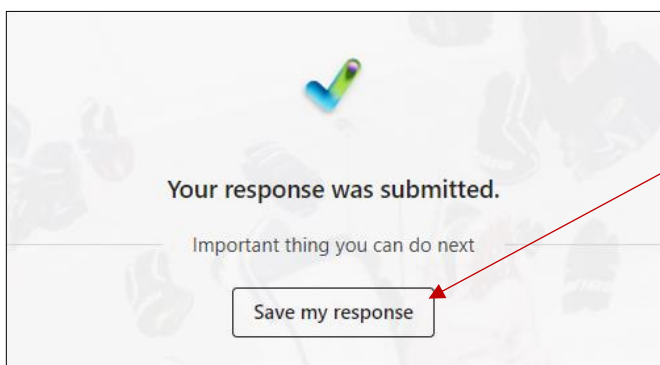 Your response was submitted.
Important thing you can do next
Save my response